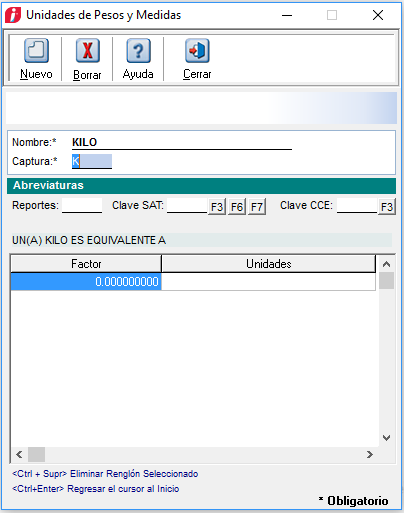 Unidades de Pesos y Medidas
Nuevo Borrar Ayuda Cerrar
Nombre:* KILO
Captura:* K
Abreviaturas
Reportes: Clave SAT: F3 F6 F7 Clave CCE: F3
UN(A) KILO ES EQUIVALENTE A
Factor Unidades
0.000000000
<Ctrl + Supr> Eliminar Renglón Seleccionado
<Ctrl+Enter> Regresar el cursor al Inicio
* Obligatorio